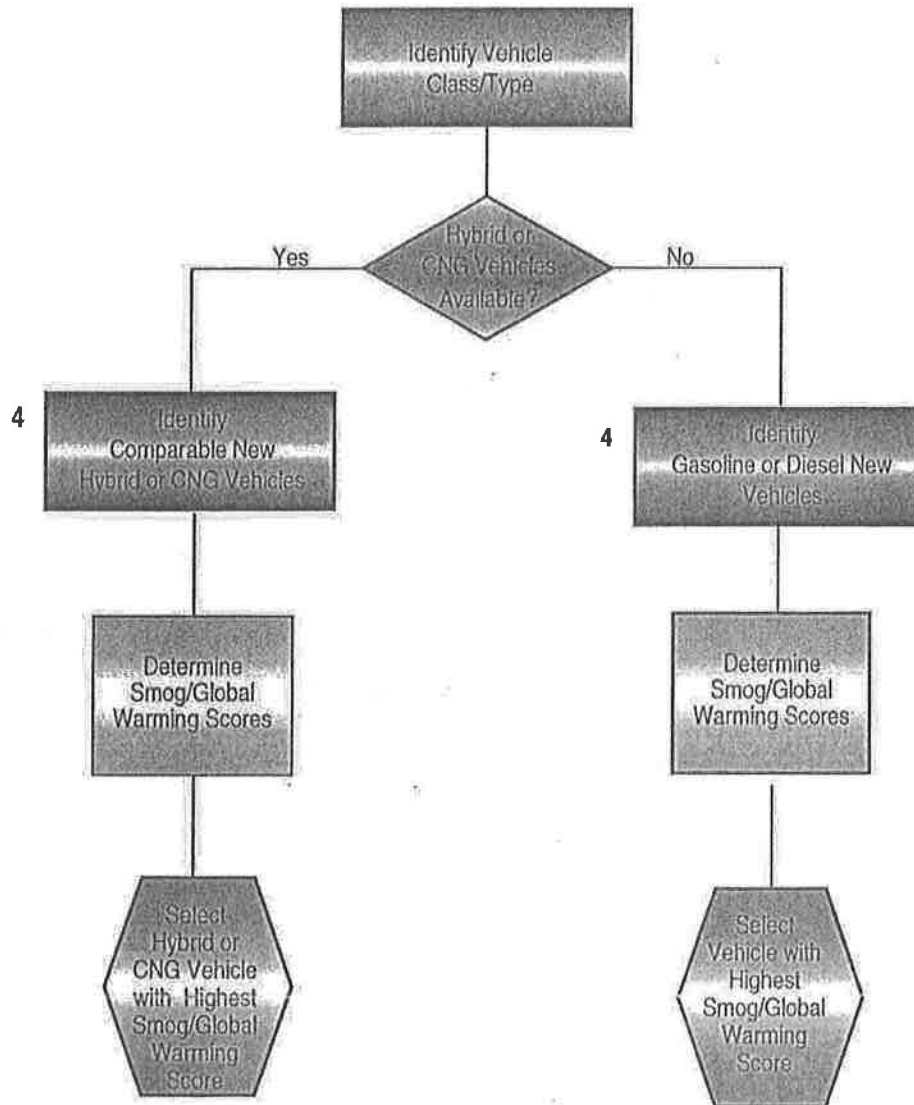 Identify Vehicle
Class/Type
Hybrid or
CNG Vehicles
Available?
Yes
No
4
Identify
Comparable New
Hybrid or CNG Vehicles
4
Identify
Gasoline or Diesel New
Vehicles
Determine
Smog/Global
Warming Scores
Determine
Smog/Global
Warming Scores
Select
Hybrid or
CNG Vehicle
with Highest
Smog/Global
Warming
Score
Select
Vehicle with
Highest
Smog/Global
Warming
Score